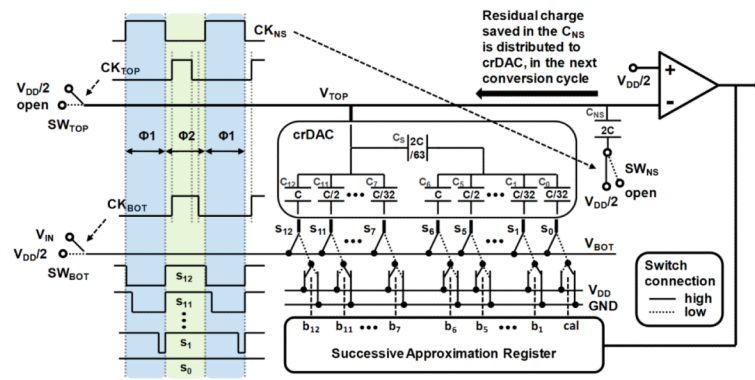 Residual charge
saved in the C_NS
is distributed to
crDAC, in the next
conversion cycle
CK_NS
V_DD/2
+
-
CK_TOP
V_DD/2
open
SW_TOP
V_TOP
C_NS
2C
SW_NS
open
V_DD/2
Φ1 Φ2 Φ1
crDAC
C_S 2C
/63
C_12 C_11 C_7 C_6 C_5 C_1 C_0
C C/2 ••• C/32 C C/2 ••• C/32 C/32
CK_BOT
V_IN
V_DD/2
SW_BOT
s_12 s_11 ••• s_7 s_6 s_5 ••• s_1 s_0
V_BOT
s_12
s_11
s_1
s_0
V_DD
GND
b_12 b_11 ••• b_7 b_6 b_5 ••• b_1 cal
Successive Approximation Register
Switch
connection
high
low